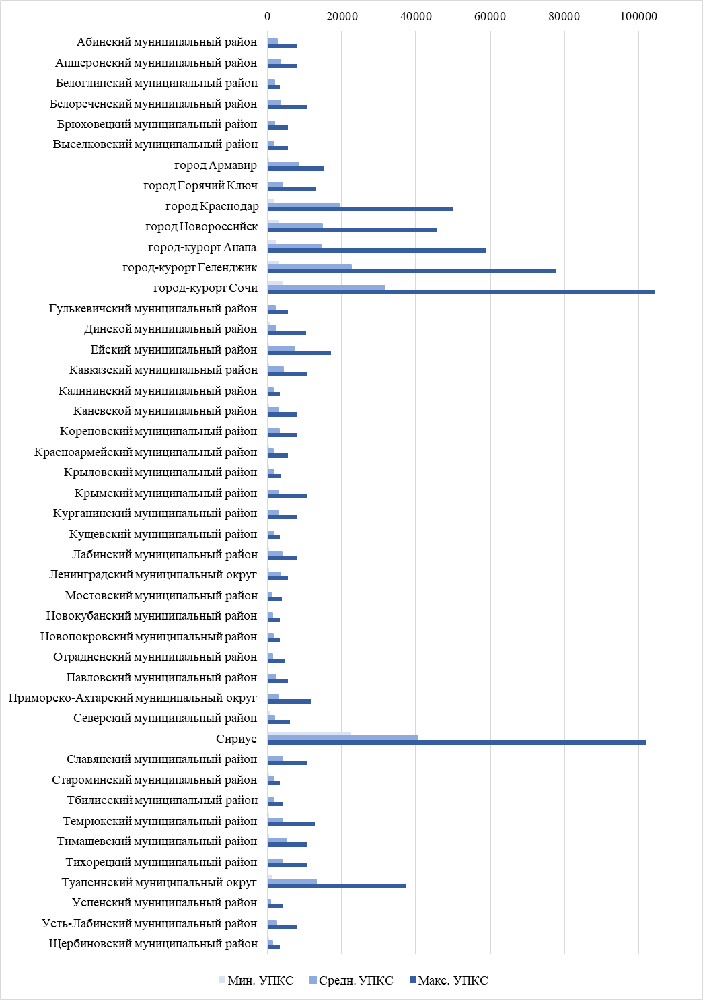 0 20000 40000 60000 80000 100000
Абинский муниципальный район
Апшеронский муниципальный район
Белоглинский муниципальный район
Белореченский муниципальный район
Брюховецкий муниципальный район
Выселковский муниципальный район
город Армавир
город Горячий Ключ
город Краснодар
город Новороссийск
город-курорт Анапа
город-курорт Геленджик
город-курорт Сочи
Гулькевичский муниципальный район
Динской муниципальный район
Ейский муниципальный район
Кавказский муниципальный район
Калининский муниципальный район
Каневской муниципальный район
Кореновский муниципальный район
Красноармейский муниципальный район
Крыловский муниципальный район
Крымский муниципальный район
Курганинский муниципальный район
Кущевский муниципальный район
Лабинский муниципальный район
Ленинградский муниципальный округ
Мостовский муниципальный район
Новокубанский муниципальный район
Новопокровский муниципальный район
Отрадненский муниципальный район
Павловский муниципальный район
Приморско-Ахтарский муниципальный округ
Северский муниципальный район
Сириус
Славянский муниципальный район
Староминский муниципальный район
Тбилисский муниципальный район
Темрюкский муниципальный район
Тимашевский муниципальный район
Тихорецкий муниципальный район
Туапсинский муниципальный округ
Успенский муниципальный район
Усть-Лабинский муниципальный район
Щербиновский муниципальный район
Мин. УПКС Средн. УПКС Макс. УПКС